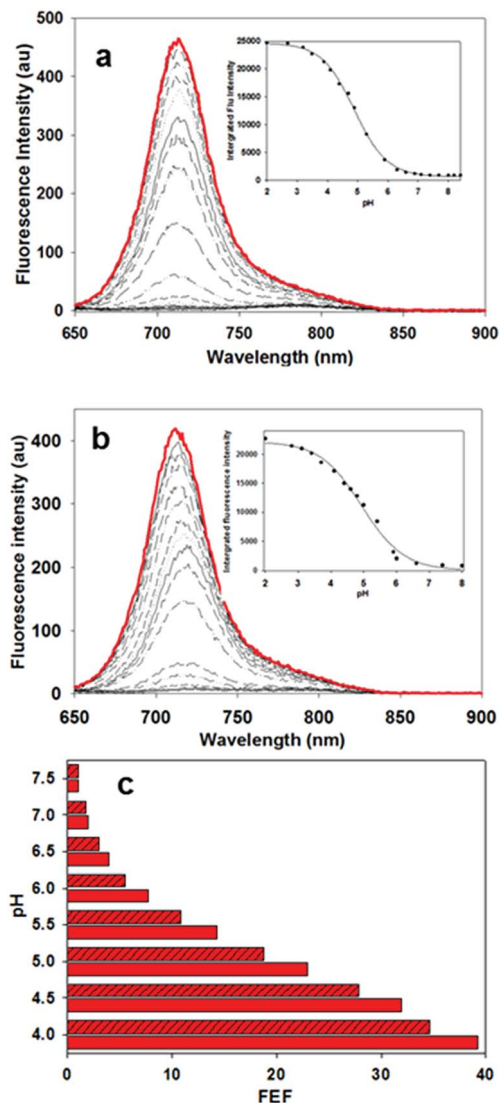 a
Fluorescence Intensity (au)
500
400
300
200
100
0
650 700 750 800 850 900
Wavelength (nm)
Intergrated Flu Intensity
25000
20000
15000
10000
5000
0
2 3 4 5 6 7 8
pH
b
Fluorescence intensity (au)
400
300
200
100
0
650 700 750 800 850 900
Wavelength (nm)
Intergrated fluorescence intensity
20000
15000
10000
5000
0
2 3 4 5 6 7 8
pH
c
pH
7.5
7.0
6.5
6.0
5.5
5.0
4.5
4.0
0 10 20 30 40
FEF